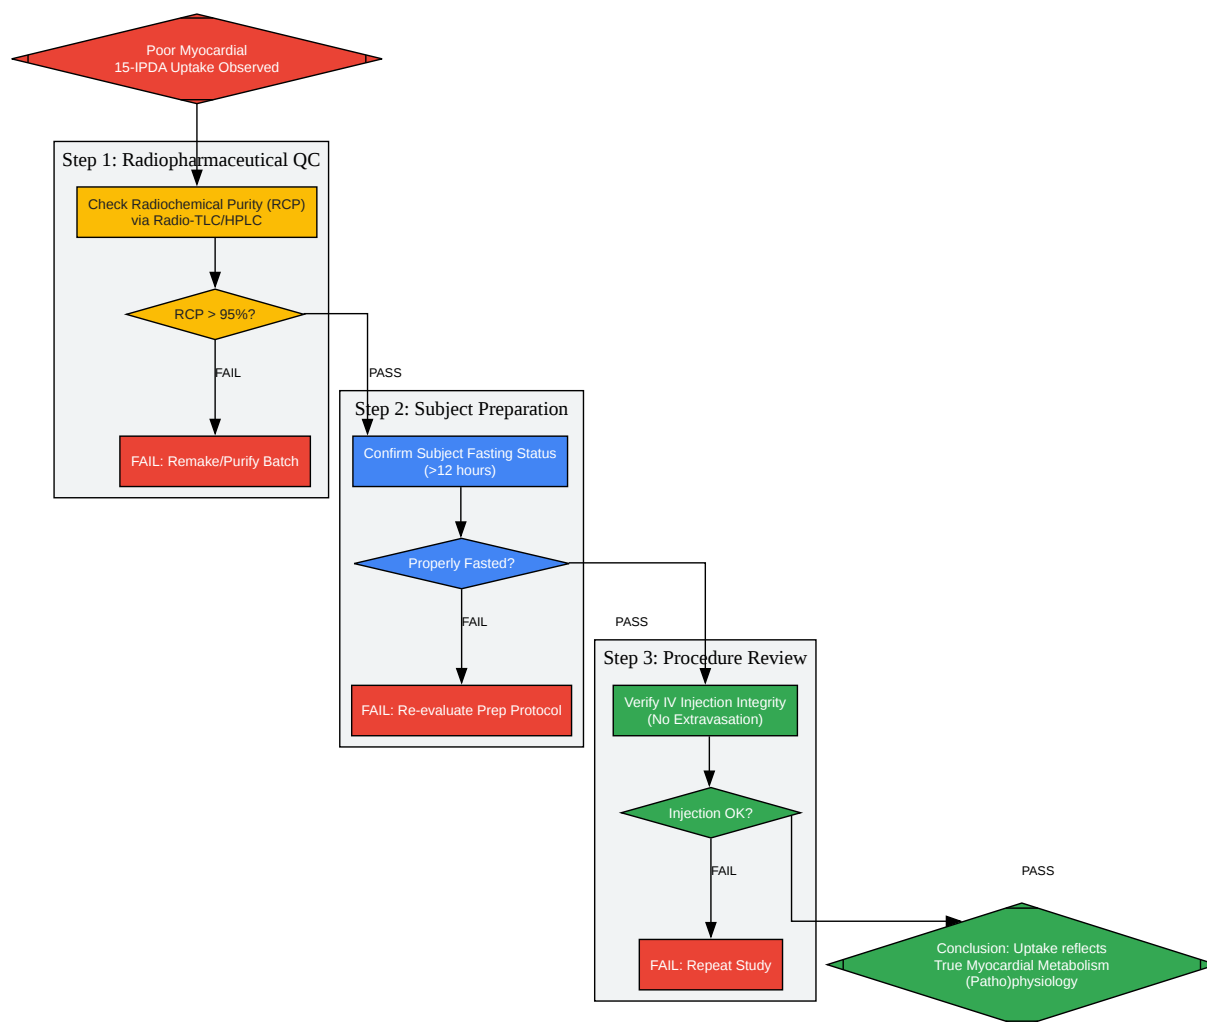 Poor Myocardial
15-IPDA Uptake Observed
Step 1: Radiopharmaceutical QC
Check Radiochemical Purity (RCP)
via Radio-TLC/HPLC
RCP > 95%?
FAIL
PASS
FAIL: Remake/Purify Batch
Step 2: Subject Preparation
Confirm Subject Fasting Status
(>12 hours)
Properly Fasted?
FAIL
PASS
FAIL: Re-evaluate Prep Protocol
Step 3: Procedure Review
Verify IV Injection Integrity
(No Extravasation)
Injection OK?
FAIL
PASS
FAIL: Repeat Study
Conclusion: Uptake reflects
True Myocardial Metabolism
(Patho)physiology